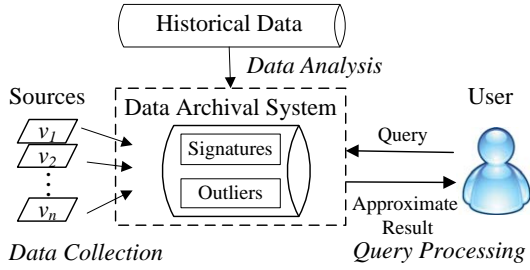 Historical Data
Data Analysis
Sources
Data Archival System
User
v1
v2
vn
Signatures
Outliers
Query
Approximate
Result
Data Collection
Query Processing